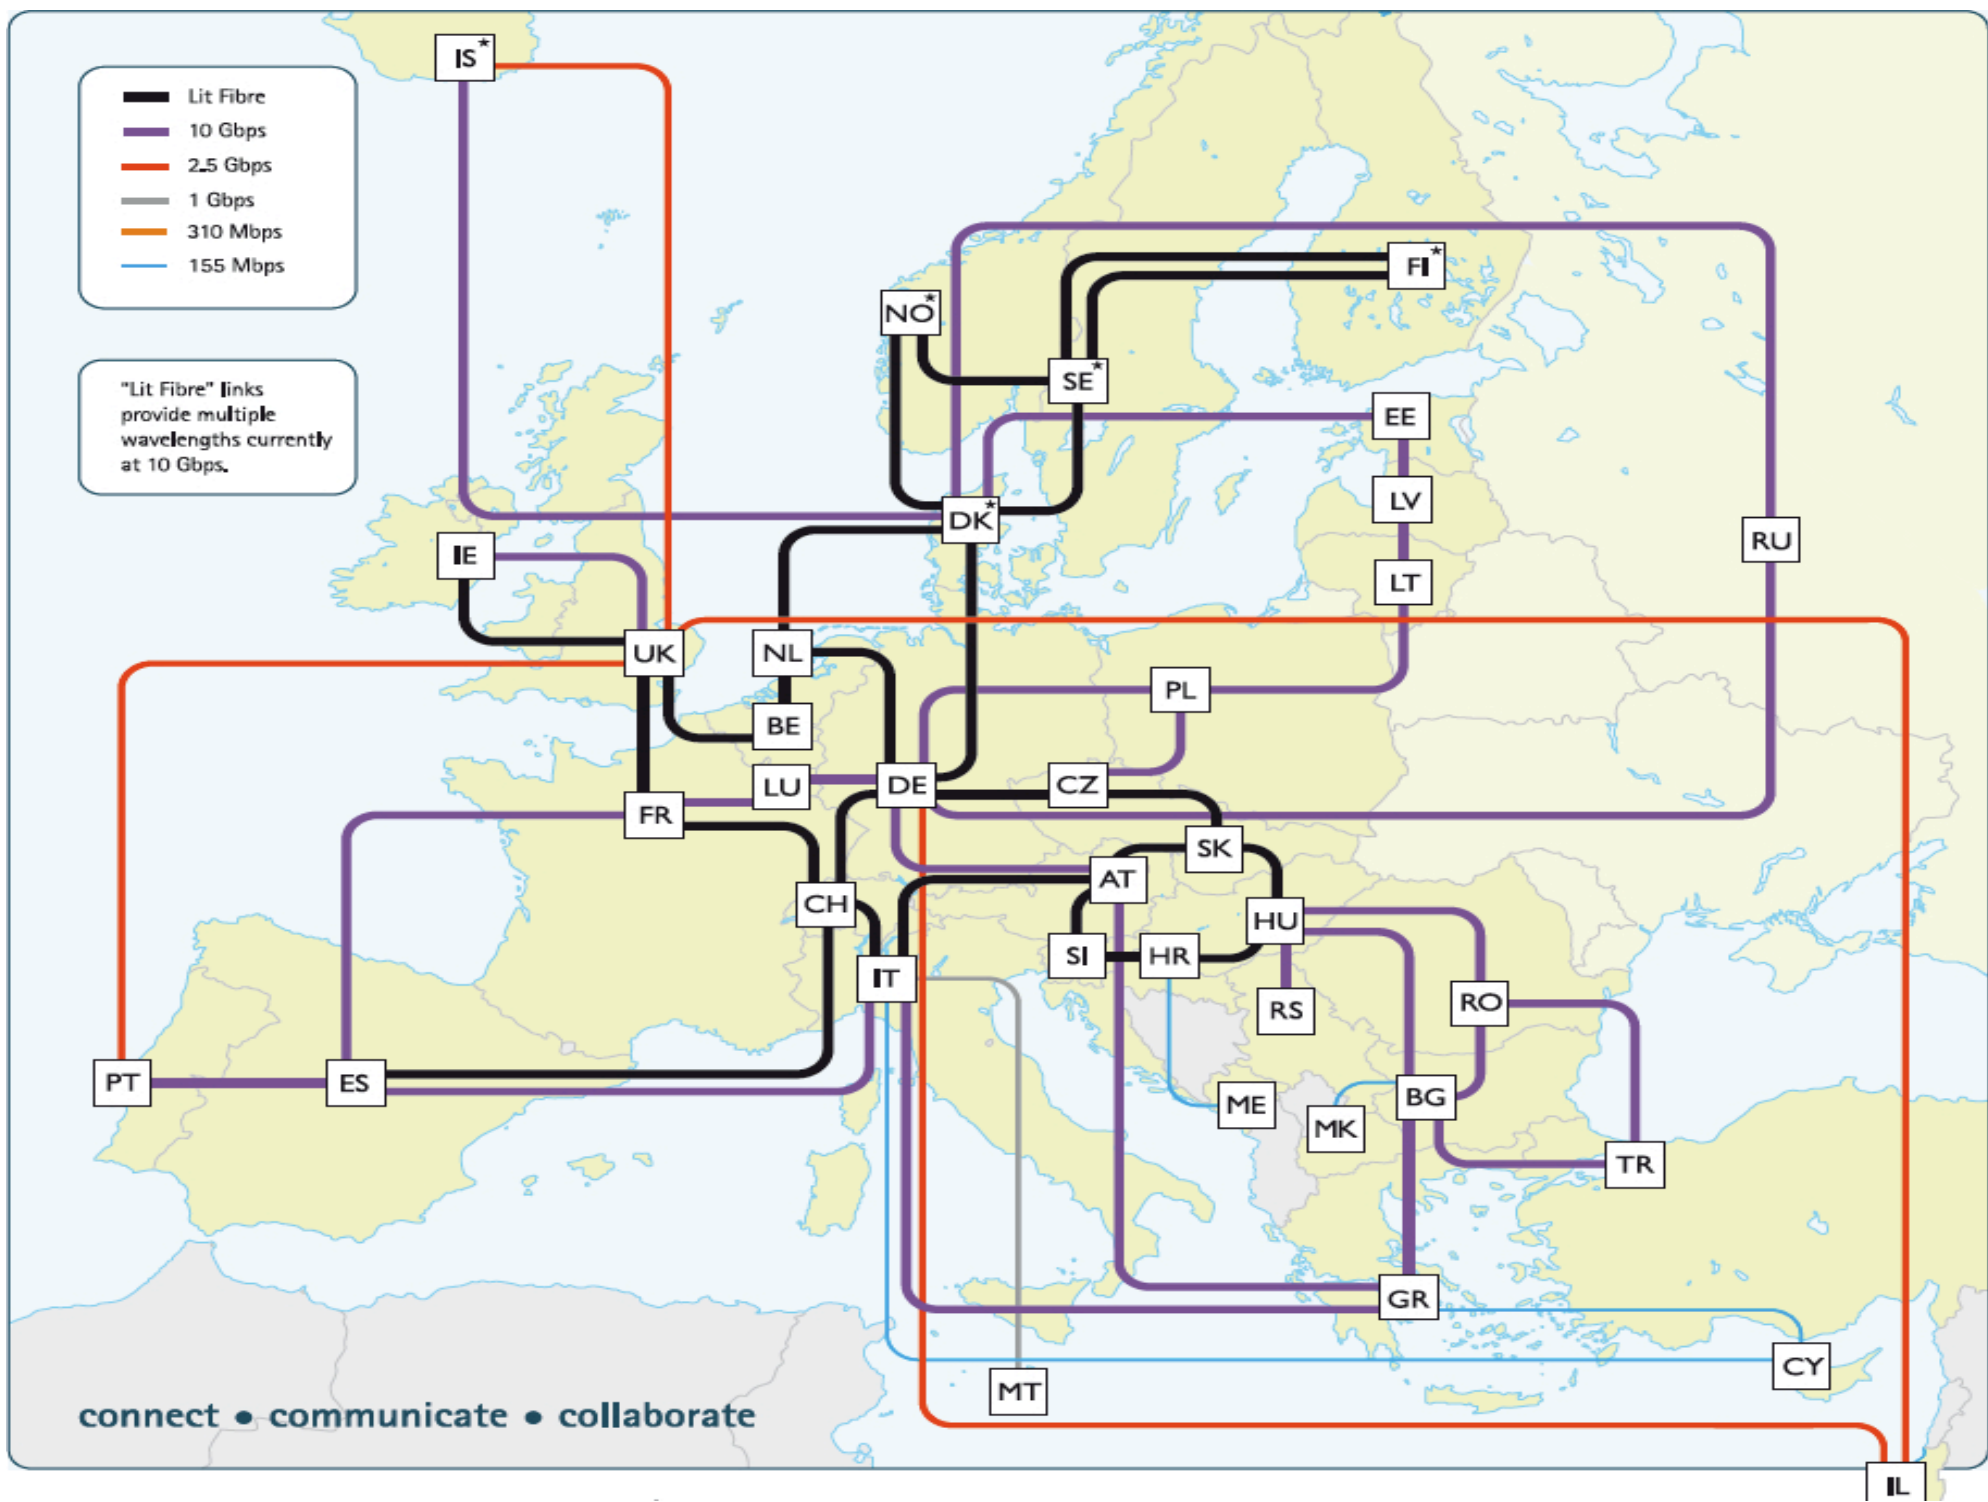 IS*
Lit Fibre
10 Gbps
2.5 Gbps
1 Gbps
310 Mbps
155 Mbps
"Lit Fibre" links
provide multiple
wavelengths currently
at 10 Gbps.
FI*
NO*
SE*
EE
LV
DK*
RU
IE
LT
UK
NL
PL
BE
LU
DE
CZ
FR
SK
AT
CH
HU
SI
HR
IT
RO
RS
PT
ES
BG
ME
MK
TR
GR
CY
MT
connect • communicate • collaborate
IL